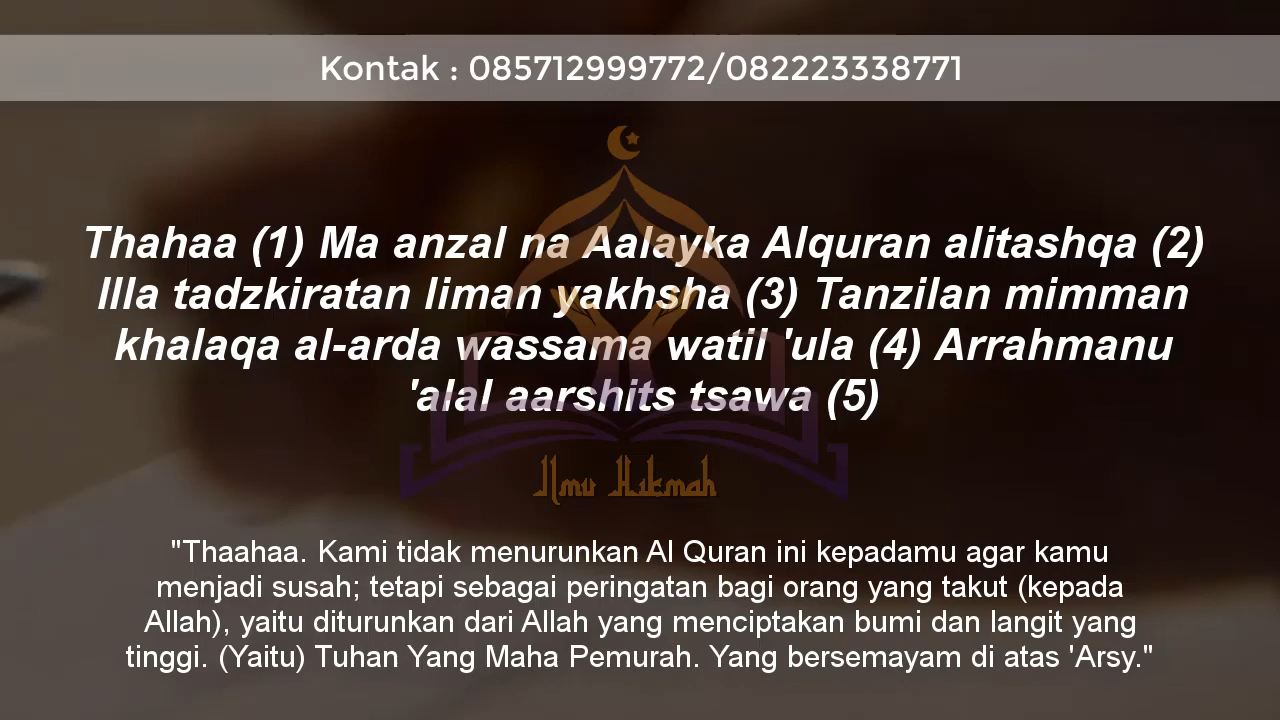 Kontak : 085712999772/082223338771
Thahaa (1) Ma anzal na Aalayka Alquran alitashqa (2)
Illa tadzkiratan liman yakhsha (3) Tanzilan mimman
khalaqa al-arda wassama watil 'ula (4) Arrahmanu
'alal aarshits tsawa (5)
Ilmu Hikmah
"Thaahaa. Kami tidak menurunkan Al Quran ini kepadamu agar kamu
menjadi susah; tetapi sebagai peringatan bagi orang yang takut (kepada
Allah), yaitu diturunkan dari Allah yang menciptakan bumi dan langit yang
tinggi. (Yaitu) Tuhan Yang Maha Pemurah. Yang bersemayam di atas 'Arsy."